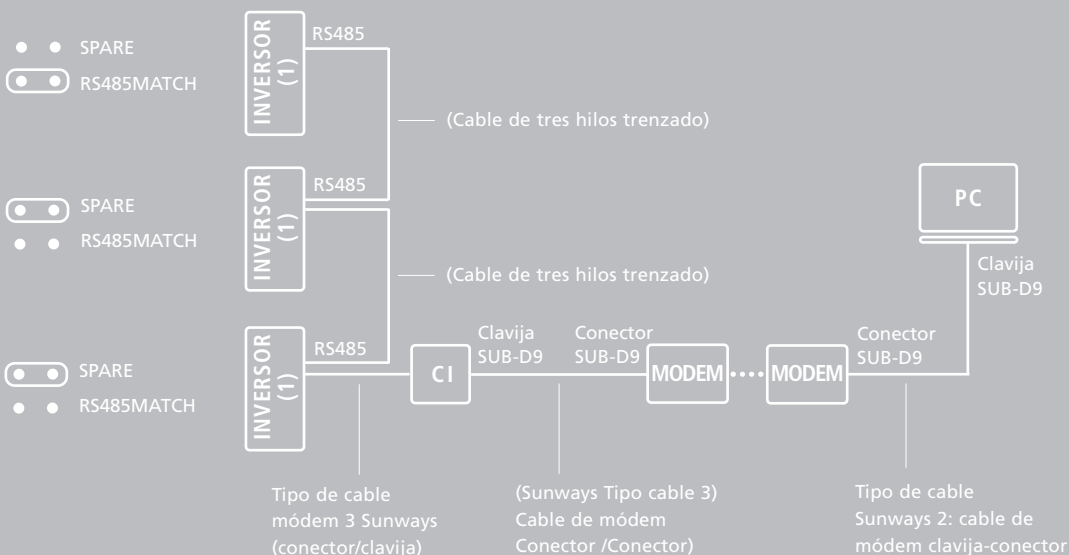 SPARE
RS485MATCH
INVERSOR
(1)
RS485
(Cable de tres hilos trenzado)
SPARE
RS485MATCH
INVERSOR
(1)
RS485
(Cable de tres hilos trenzado)
PC
Clavija
SUB-D9
SPARE
RS485MATCH
INVERSOR
(1)
RS485
CI
Clavija
SUB-D9
Conector
SUB-D9
MODEM
MODEM
Conector
SUB-D9
Tipo de cable
módem 3 Sunways
(conector/clavija)
(Sunways Tipo cable 3)
Cable de módem
Conector /Conector)
Tipo de cable
Sunways 2: cable de
módem clavija-conector